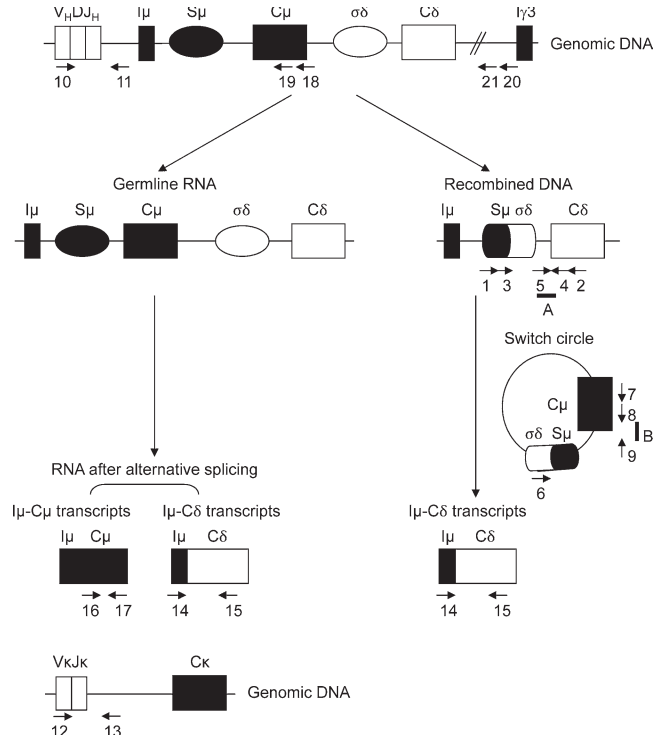 V_HDJ_H Iμ Sμ Cμ σδ Cδ Iγ3
Genomic DNA
10 11 19 18 21 20
Germline RNA
Iμ Sμ Cμ σδ Cδ
Recombined DNA
Iμ Sμ σδ Cδ
1 3 5 4 2
A
Switch circle
Cμ
7
8
B
9
σδ Sμ
6
RNA after alternative splicing
Iμ-Cμ transcripts
Iμ Cμ
16 17
Iμ-Cδ transcripts
Iμ Cδ
14 15
Iμ-Cδ transcripts
Iμ Cδ
14 15
VκJκ Cκ
Genomic DNA
12 13